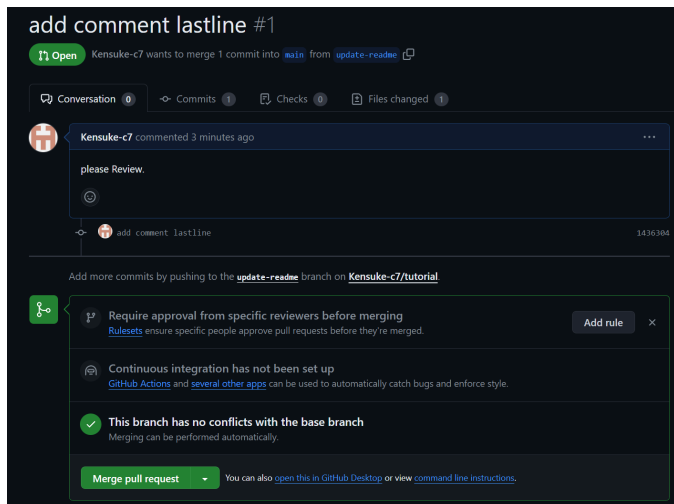 add comment lastline #1
Open Kensuke-c7 wants to merge 1 commit into main from update-readme
Conversation 0 Commits 1 Checks 0 Files changed 1
Kensuke-c7 commented 3 minutes ago ...
please Review.
add comment lastline 1436304
Add more commits by pushing to the update-readme branch on Kensuke-c7/tutorial.
Require approval from specific reviewers before merging
Rulesets ensure specific people approve pull requests before they're merged.
Add rule
Continuous integration has not been set up
GitHub Actions and several other apps can be used to automatically catch bugs and enforce style.
This branch has no conflicts with the base branch
Merging can be performed automatically.
Merge pull request You can also open this in GitHub Desktop or view command line instructions.